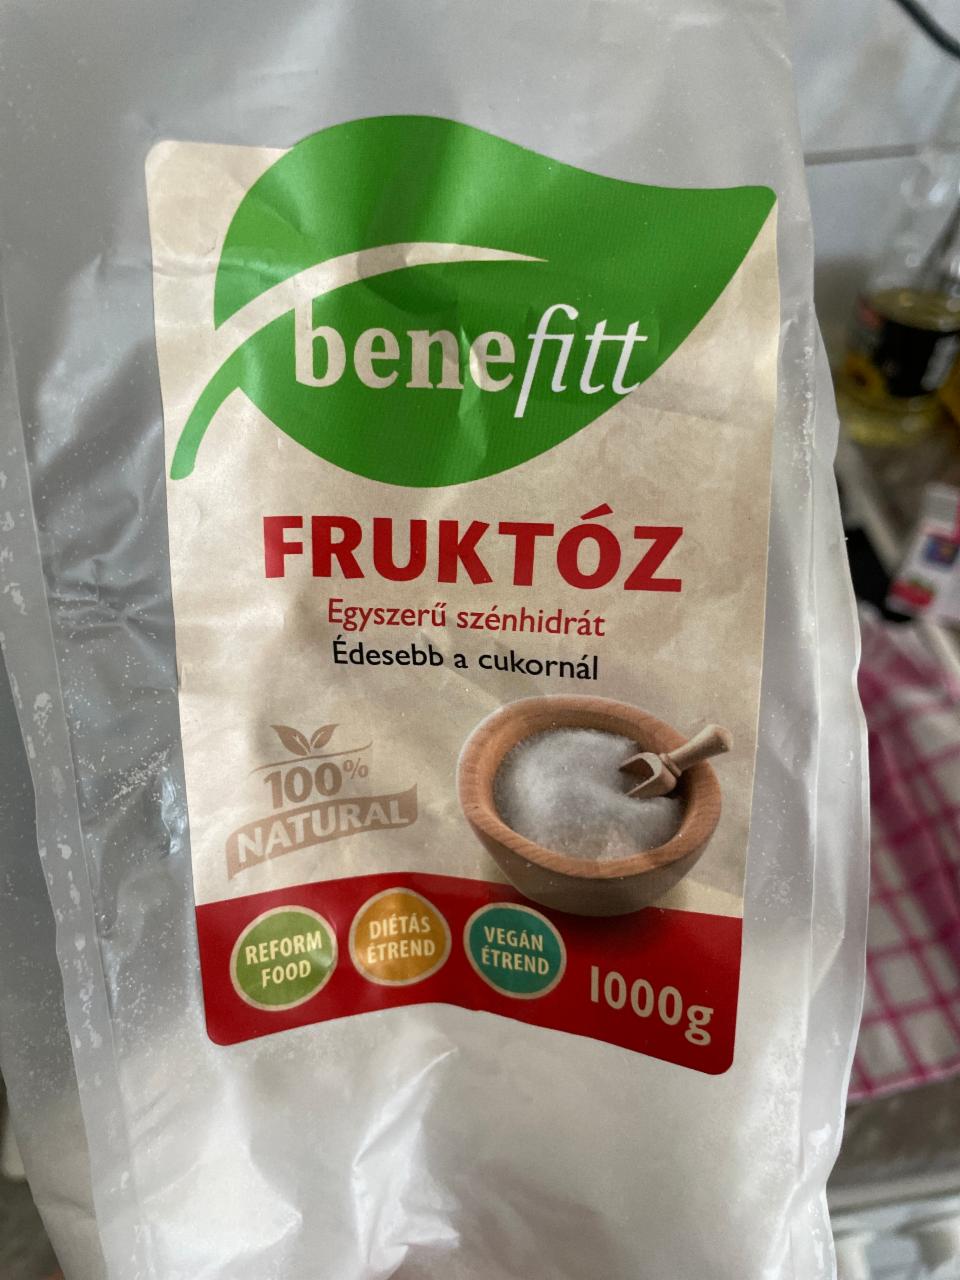 benefitt
FRUKTÓZ
Egyszerű szénhidrát
Édesebb a cukornál
100%
NATURAL
REFORM
FOOD
DIÉTÁS
ÉTREND
VEGÁN
ÉTREND
1000g